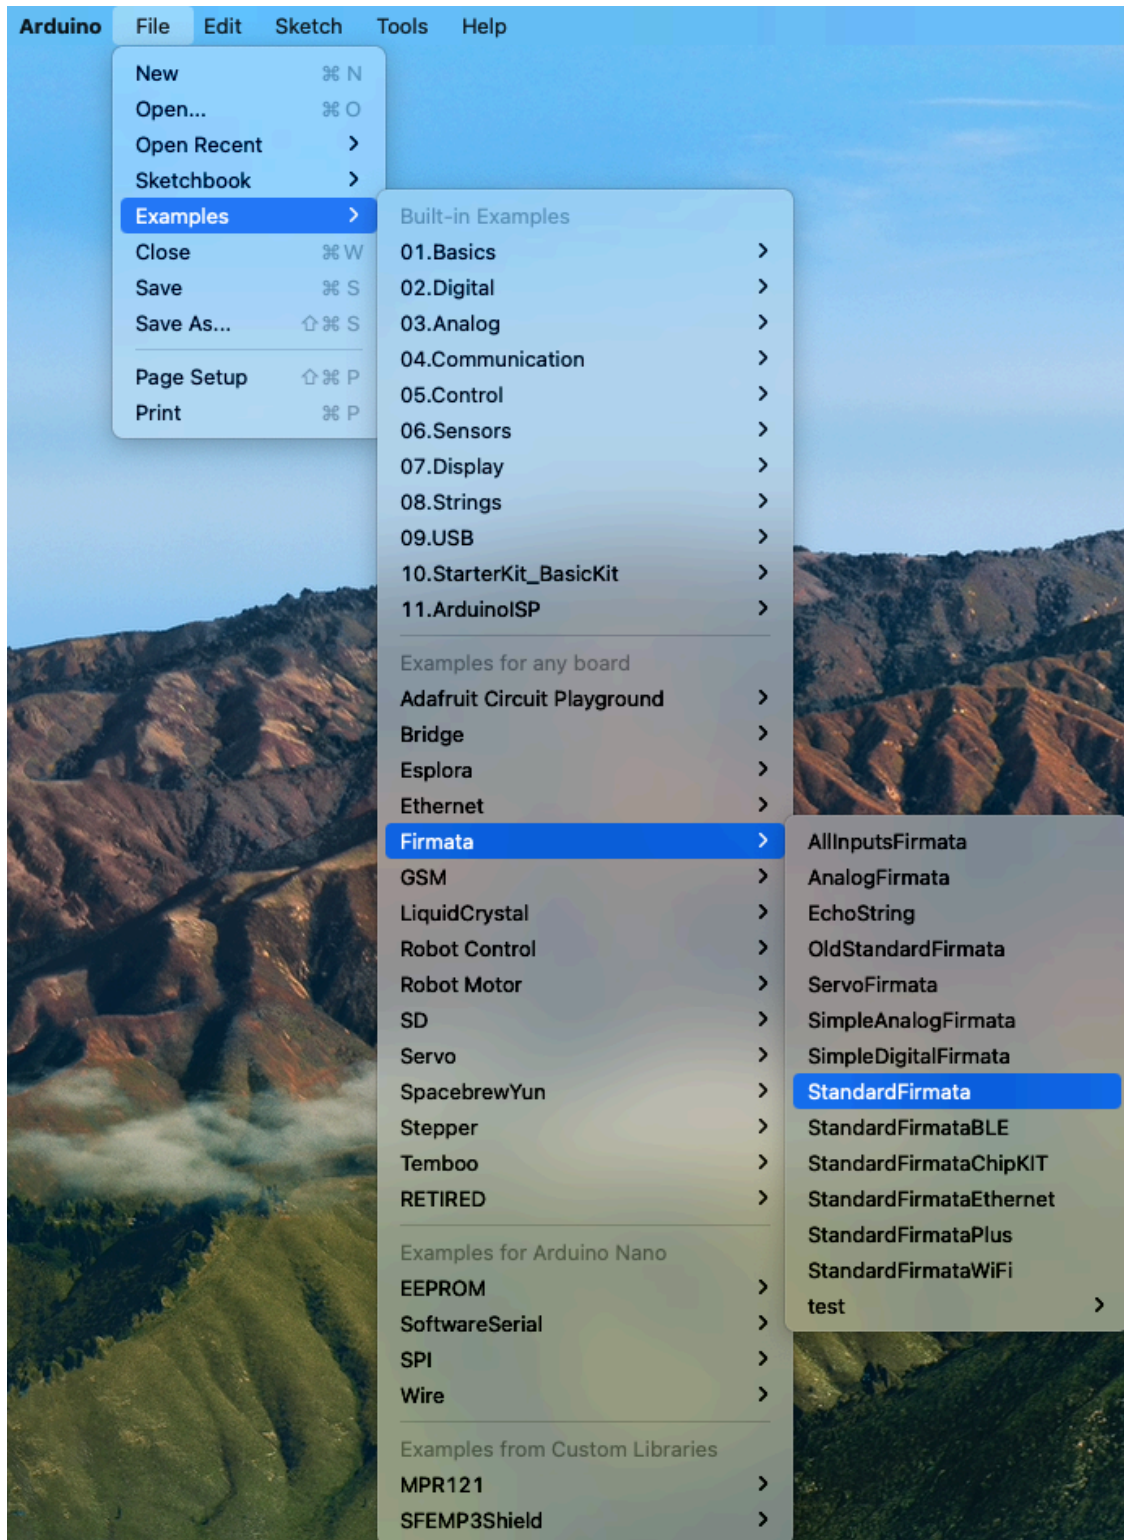 Arduino File Edit Sketch Tools Help
New ⌘ N
Open... ⌘ O
Open Recent
Sketchbook
Examples
Close ⌘ W
Save ⌘ S
Save As... ⇧ ⌘ S
Page Setup ⇧ ⌘ P
Print ⌘ P
Built-in Examples
01.Basics
02.Digital
03.Analog
04.Communication
05.Control
06.Sensors
07.Display
08.Strings
09.USB
10.StarterKit_BasicKit
11.ArduinoISP
Examples for any board
Adafruit Circuit Playground
Bridge
Esplora
Ethernet
Firmata
GSM
LiquidCrystal
Robot Control
Robot Motor
SD
Servo
SpacebrewYun
Stepper
Temboo
RETIRED
Examples for Arduino Nano
EEPROM
SoftwareSerial
SPI
Wire
Examples from Custom Libraries
MPR121
SFEMP3Shield
AllInputsFirmata
AnalogFirmata
EchoString
OldStandardFirmata
ServoFirmata
SimpleAnalogFirmata
SimpleDigitalFirmata
StandardFirmata
StandardFirmataBLE
StandardFirmataChipKIT
StandardFirmataEthernet
StandardFirmataPlus
StandardFirmataWiFi
test